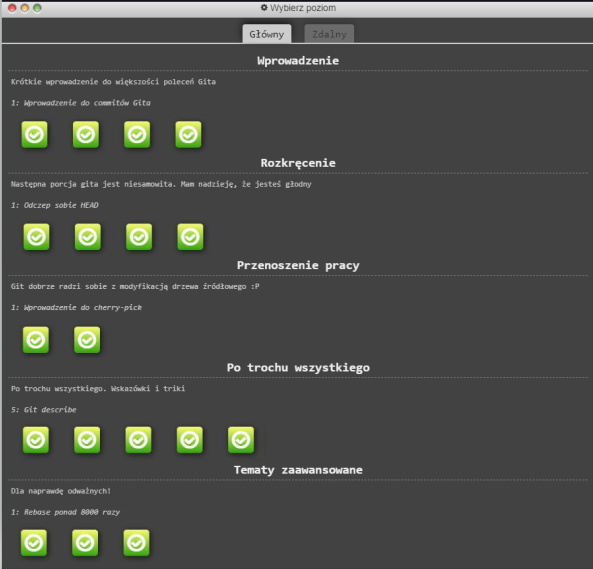 Wybierz poziom
Główny Zdalny
Wprowadzenie
Krótkie wprowadzenie do większości poleceń Gita
1: Wprowadzenie do commitów Gita
Rozkręcenie
Następna porcja gita jest niesamowita. Mam nadzieję, że jesteś głodny
1: Odczep sobie HEAD
Przenoszenie pracy
Git dobrze radzi sobie z modyfikacją drzewa źródłowego :P
1: Wprowadzenie do cherry-pick
Po trochu wszystkiego
Po trochu wszystkiego. Wskazówki i triki
5: Git describe
Tematy zaawansowane
Dla naprawdę odważnych!
1: Rebase ponad 8000 razy